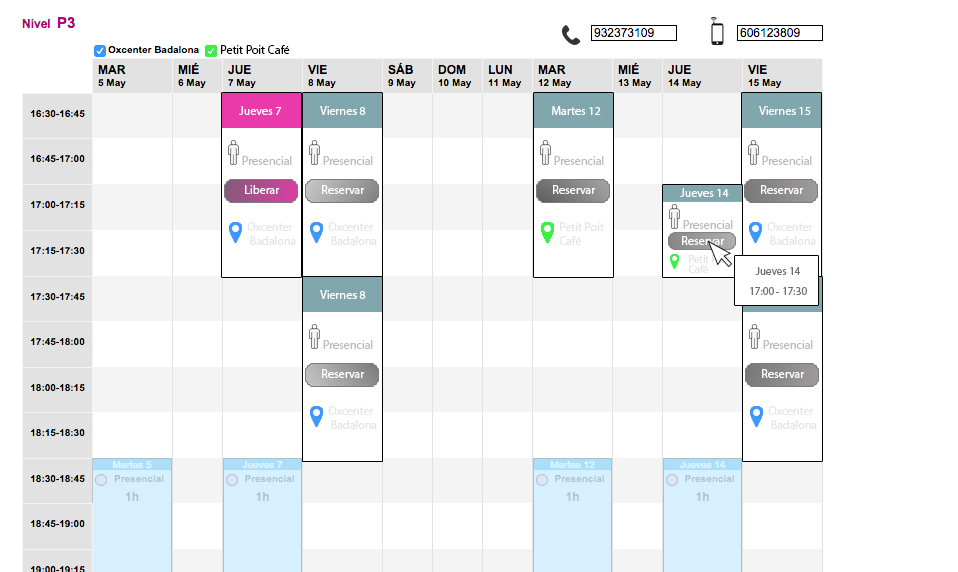 Nivel P3
932373109
606123809
Oxcenter Badalona
Petit Poit Café
MAR
5 May
MIÉ
6 May
JUE
7 May
VIE
8 May
SÁB
9 May
DOM
10 May
LUN
11 May
MAR
12 May
MIÉ
13 May
JUE
14 May
VIE
15 May
16:30-16:45
Jueves 7
Viernes 8
Martes 12
Viernes 15
16:45-17:00
Presencial
Presencial
Presencial
Presencial
Liberar
Reservar
Reservar
Reservar
17:00-17:15
Jueves 14
Presencial
Oxcenter
Badalona
Oxcenter
Badalona
Petit Poit
Café
Oxcenter
Badalona
17:15-17:30
Reservar
Petit
Café
Jueves 14
17:00 - 17:30
17:30-17:45
Viernes 8
17:45-18:00
Presencial
Presencial
18:00-18:15
Reservar
Reservar
18:15-18:30
Oxcenter
Badalona
Oxcenter
Badalona
18:30-18:45
Martes 5
Presencial
1h
Jueves 7
Presencial
1h
Martes 12
Presencial
1h
Jueves 14
Presencial
1h
18:45-19:00
19:00-19:15